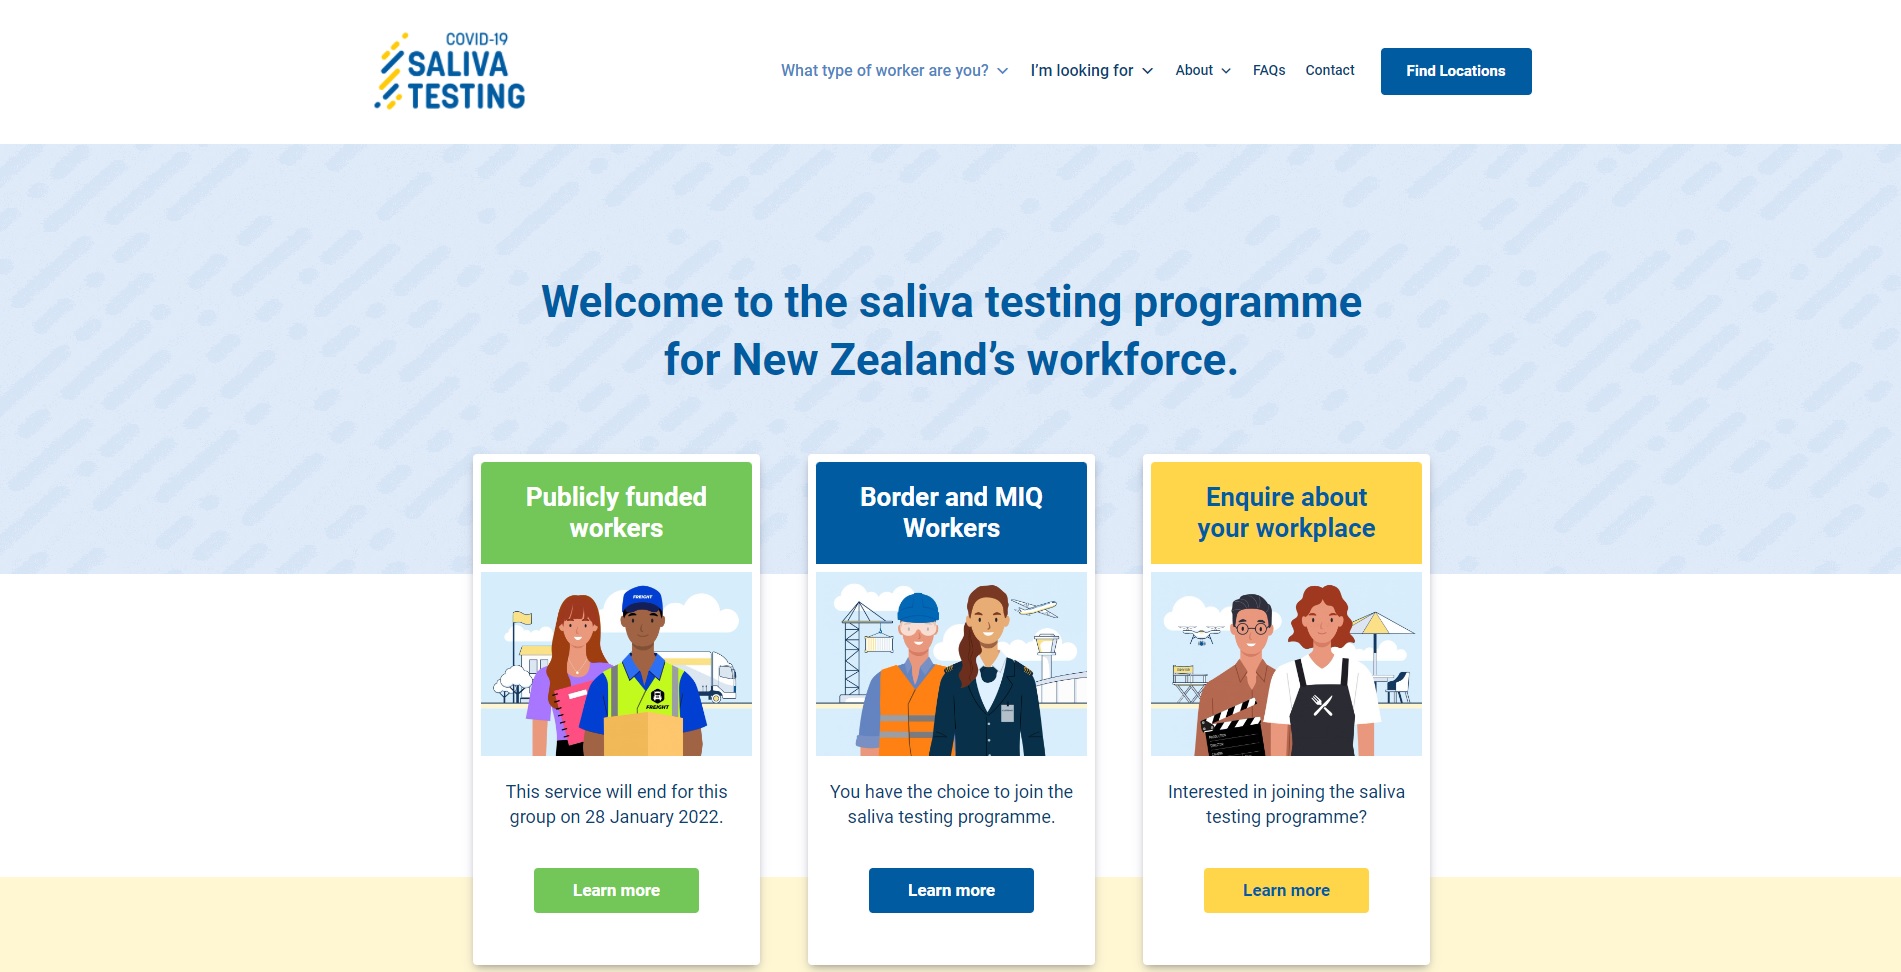 COVID-19
SALIVA
TESTING
What type of worker are you?
I’m looking for
About
FAQs
Contact
Find Locations
Welcome to the saliva testing programme
for New Zealand’s workforce.
Publicly funded
workers
FREIGHT
FREIGHT
This service will end for this
group on 28 January 2022.
Learn more
Border and MIQ
Workers
You have the choice to join the
saliva testing programme.
Learn more
Enquire about
your workplace
Interested in joining the saliva
testing programme?
Learn more